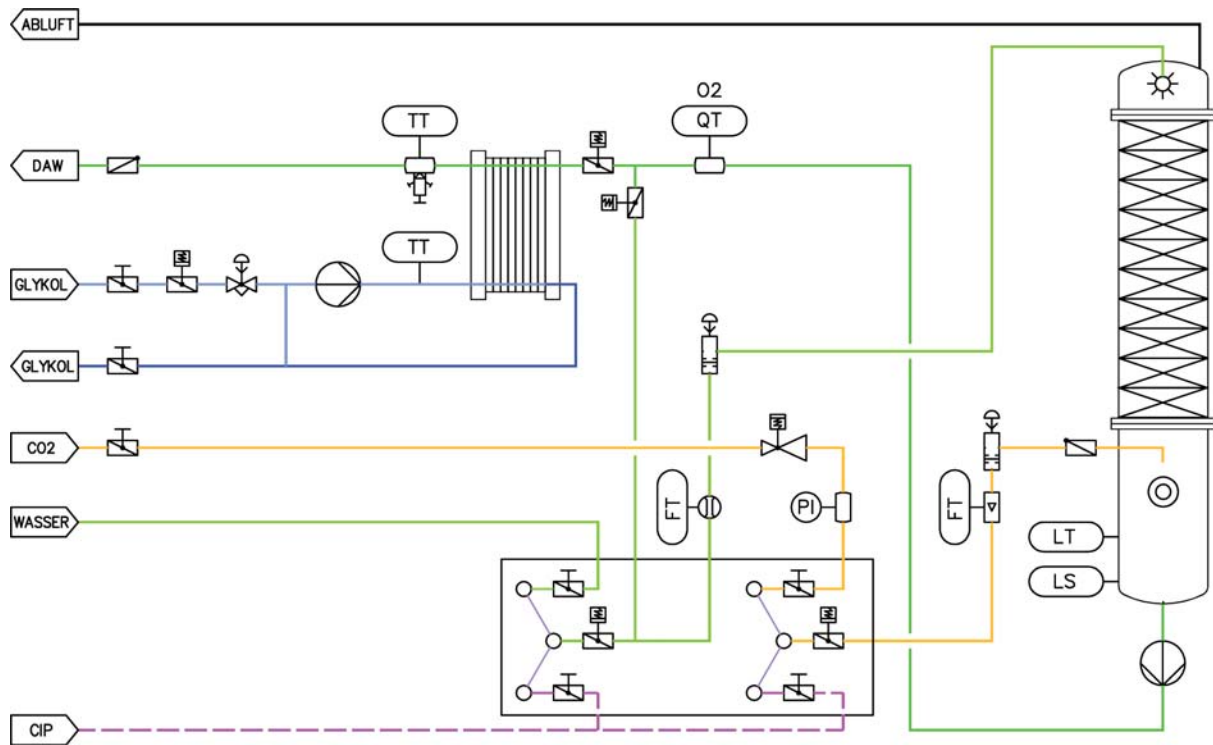 ABLUFT
O2
TT
QT
DAW
TT
GLYKOL
GLYKOL
CO2
FT
PI
FT
WASSER
LT
LS
CIP